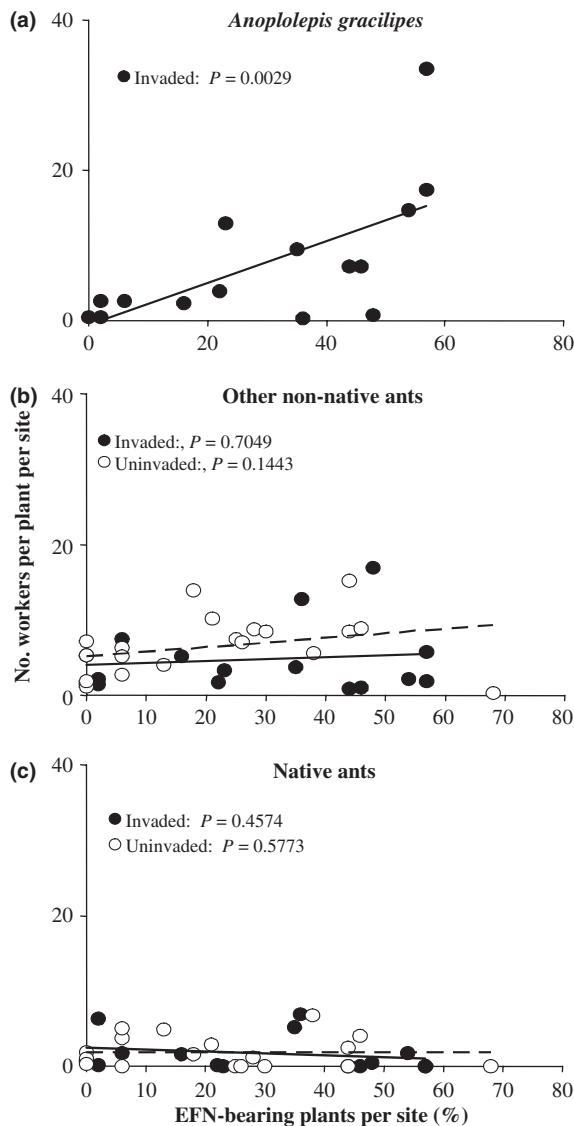 (a)
Anoplolepis gracilipes
40
Invaded: P = 0.0029
20
0
0 20 40 60 80
(b)
Other non-native ants
40
Invaded:, P = 0.7049
Uninvaded:, P = 0.1443
20
0
0 10 20 30 40 50 60 70 80
No. workers per plant per site
(c)
Native ants
40
Invaded: P = 0.4574
Uninvaded: P = 0.5773
20
0
0 10 20 30 40 50 60 70 80
EFN-bearing plants per site (%)